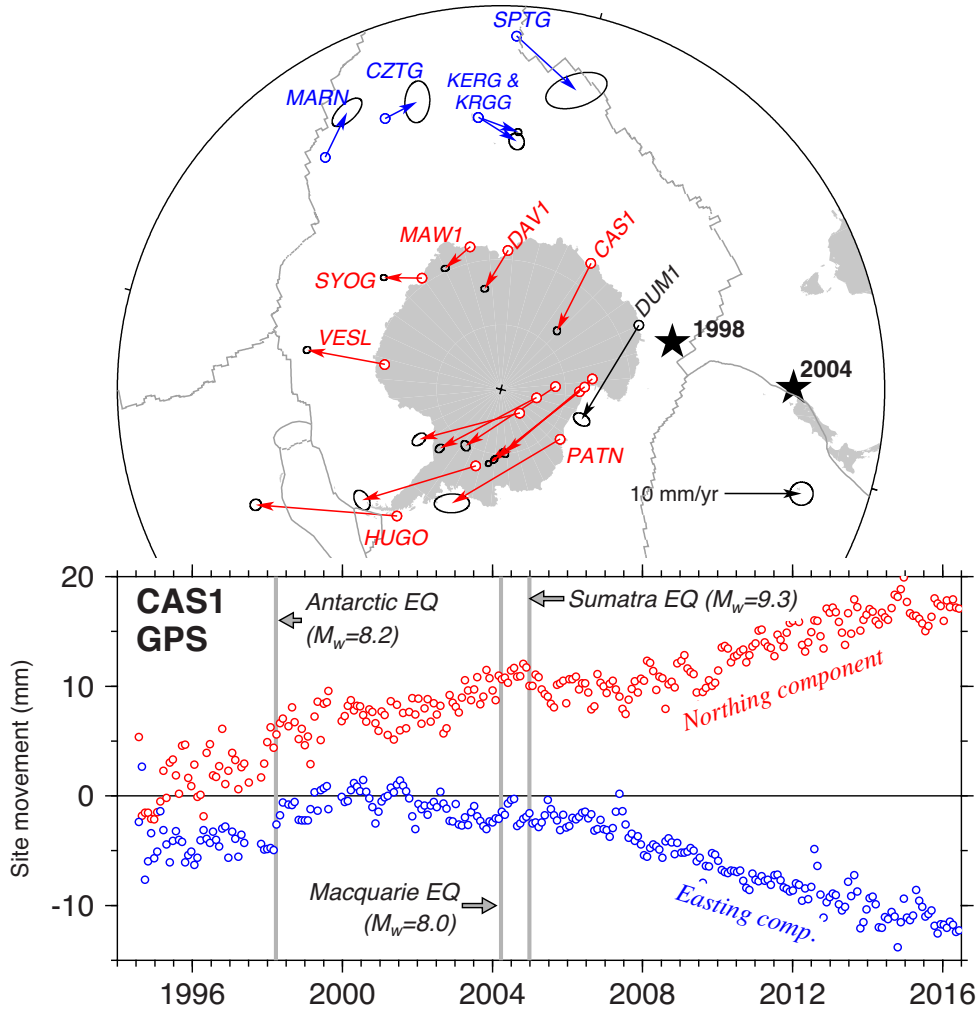 SPTG
CZTG
KERG &
KRGG
MARN
MAW1
DAV1
CAS1
SYOG
DUM1
1998
VESL
2004
PATN
10 mm/yr
HUGO
20
CAS1
GPS
Antarctic EQ
(Mw=8.2)
Sumatra EQ (Mw=9.3)
10
Northing component
Site movement (mm)
0
Macquarie EQ
(Mw=8.0)
Easting comp.
-10
1996
2000
2004
2008
2012
2016